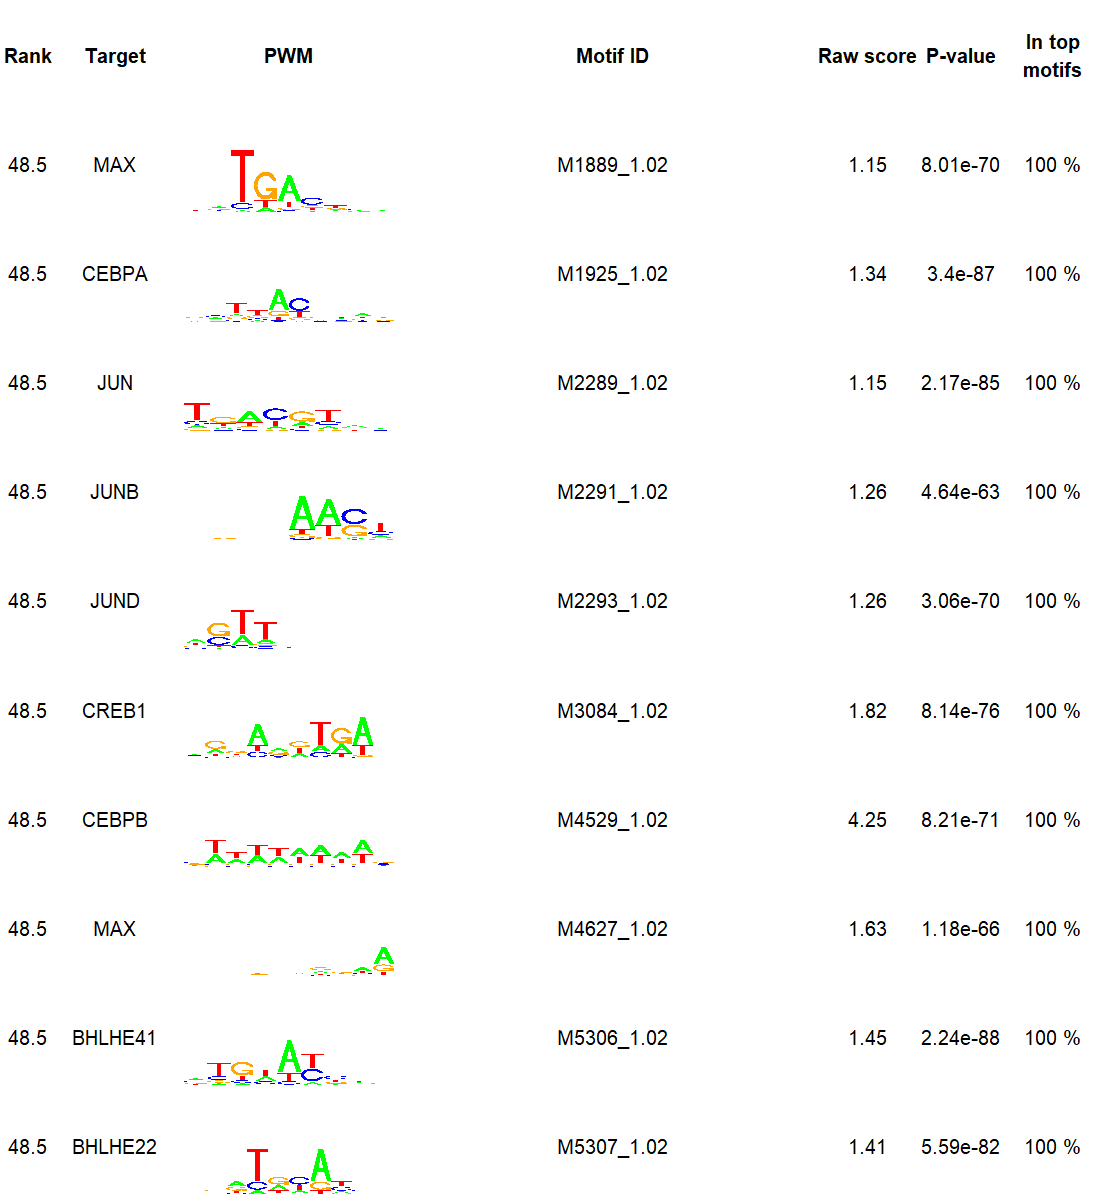 Rank Target PWM Motif ID Raw score P-value In top motifs
48.5 MAX M1889_1.02 1.15 8.01e-70 100 %
48.5 CEBPA M1925_1.02 1.34 3.4e-87 100 %
48.5 JUN M2289_1.02 1.15 2.17e-85 100 %
48.5 JUNB M2291_1.02 1.26 4.64e-63 100 %
48.5 JUND M2293_1.02 1.26 3.06e-70 100 %
48.5 CREB1 M3084_1.02 1.82 8.14e-76 100 %
48.5 CEBPB M4529_1.02 4.25 8.21e-71 100 %
48.5 MAX M4627_1.02 1.63 1.18e-66 100 %
48.5 BHLHE41 M5306_1.02 1.45 2.24e-88 100 %
48.5 BHLHE22 M5307_1.02 1.41 5.59e-82 100 %